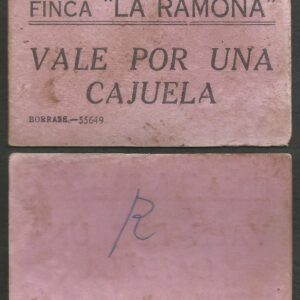 FINCA "LA RAMONA"
VALE POR UNA
CAJUELA
BORRASE.—55649
R